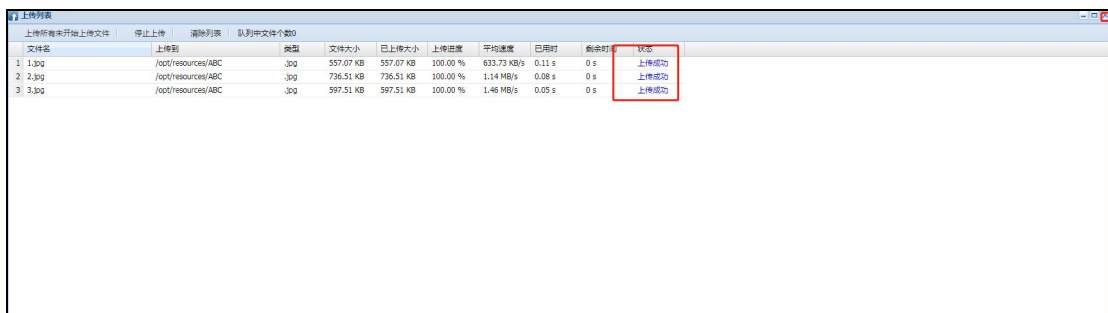 上传列表
上传所有未开始上传文件 停止上传 清除列表 队列中文件个数0
文件名 上传到 类型 文件大小 已上传大小 上传进度 平均速度 已用时 剩余时间 状态
1 1.jpg /opt/resources/ABC .jpg 557.07 KB 557.07 KB 100.00 % 633.73 KB/s 0.11 s 0 s 上传成功
2 2.jpg /opt/resources/ABC .jpg 736.51 KB 736.51 KB 100.00 % 1.14 MB/s 0.08 s 0 s 上传成功
3 3.jpg /opt/resources/ABC .jpg 597.51 KB 597.51 KB 100.00 % 1.46 MB/s 0.05 s 0 s 上传成功